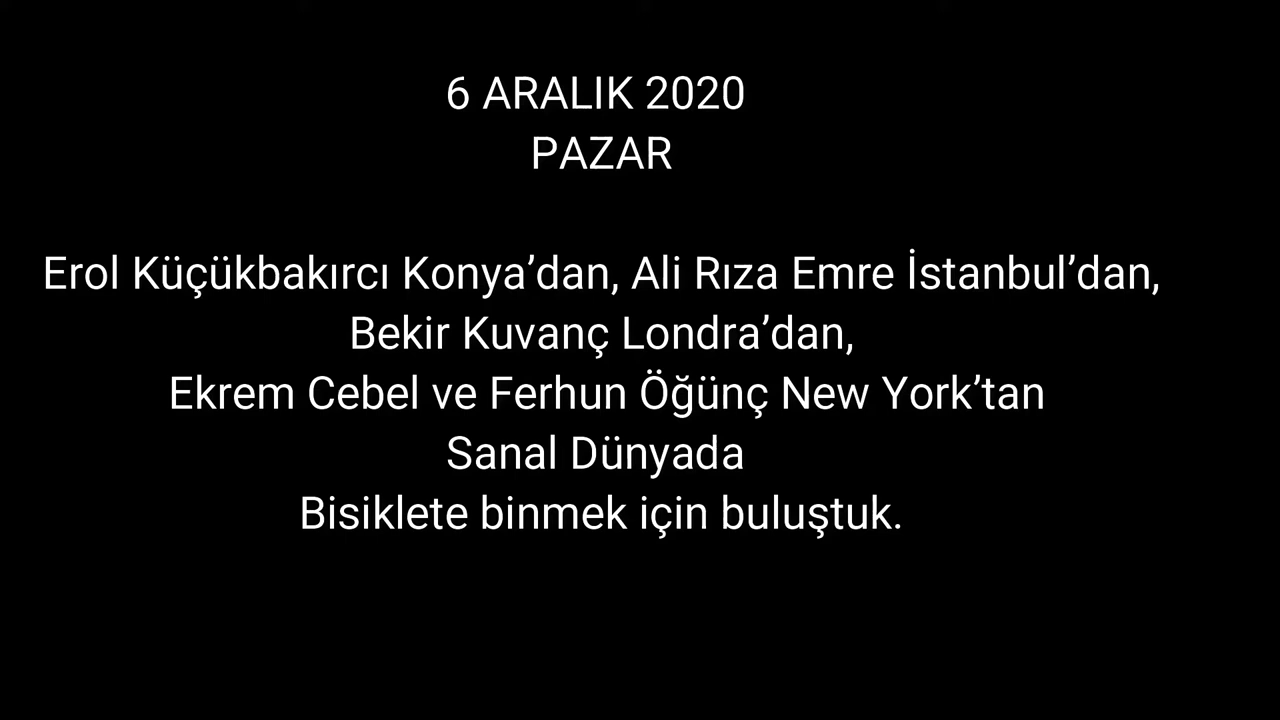 6 ARALIK 2020
PAZAR
Erol Küçükbakırcı Konya’dan, Ali Rıza Emre İstanbul’dan,
Bekir Kuvanç Londra’dan,
Ekrem Cebel ve Ferhun Öğünç New York’tan
Sanal Dünyada
Bisiklete binmek için buluştuk.